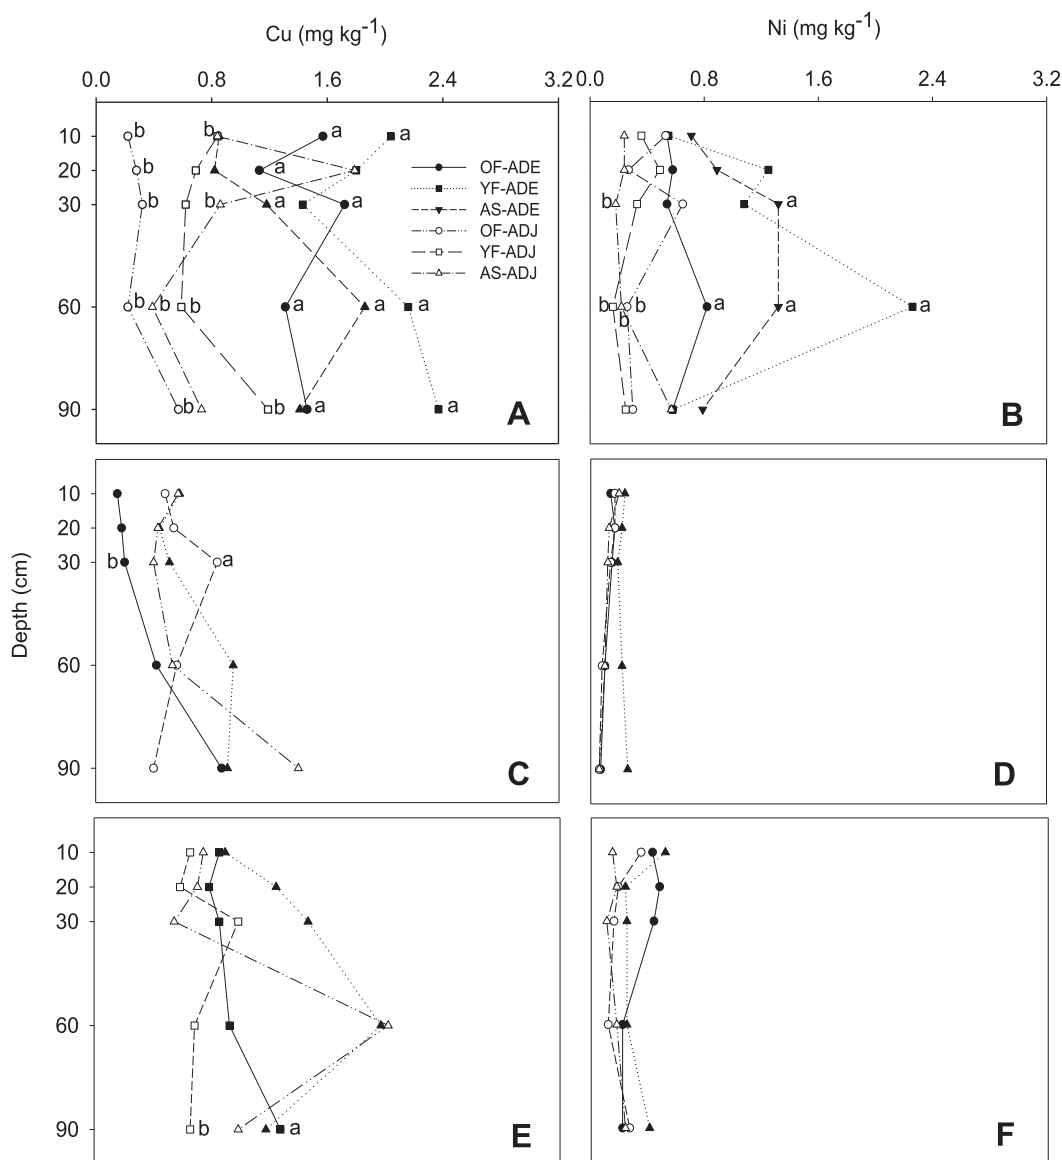 Cu (mg kg-1)
Ni (mg kg-1)
0.0 0.8 1.6 2.4 3.2
0.0 0.8 1.6 2.4 3.2
10
20
30
60
90
b b a a
b a
b b a
b b b a a a
b b a a
OF-ADE
YF-ADE
AS-ADE
OF-ADJ
YF-ADJ
AS-ADJ
A
b a
b b b a a a
B
Depth (cm)
10
20
30
60
90
b a
C
D
10
20
30
60
90
b a
E
F